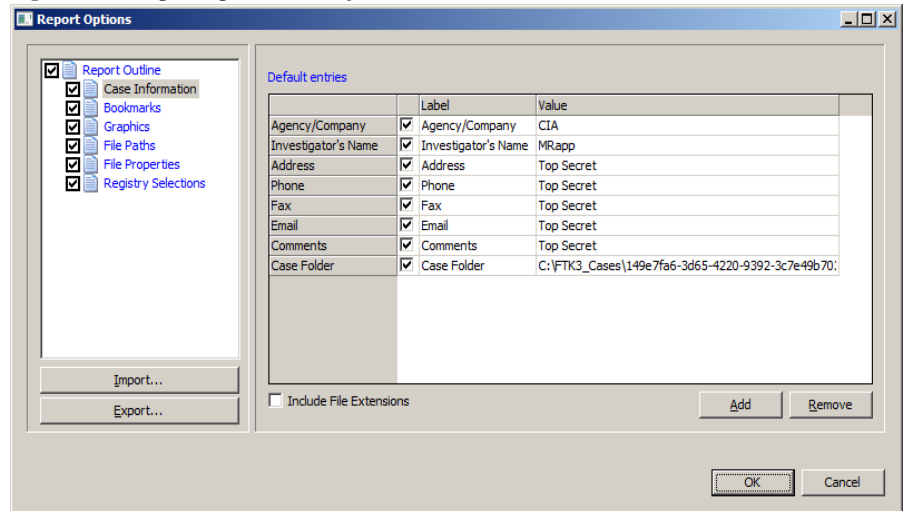 Report Options
Report Outline
Case Information
Bookmarks
Graphics
File Paths
File Properties
Registry Selections
Import...
Export...
Default entries
Label Value
Agency/Company Agency/Company CIA
Investigator's Name Investigator's Name MRapp
Address Address Top Secret
Phone Phone Top Secret
Fax Fax Top Secret
Email Email Top Secret
Comments Comments Top Secret
Case Folder Case Folder C:\FTK3_Cases\149e7fa6-3d65-4220-9392-3c7e49b70
Include File Extensions
Add Remove
OK Cancel